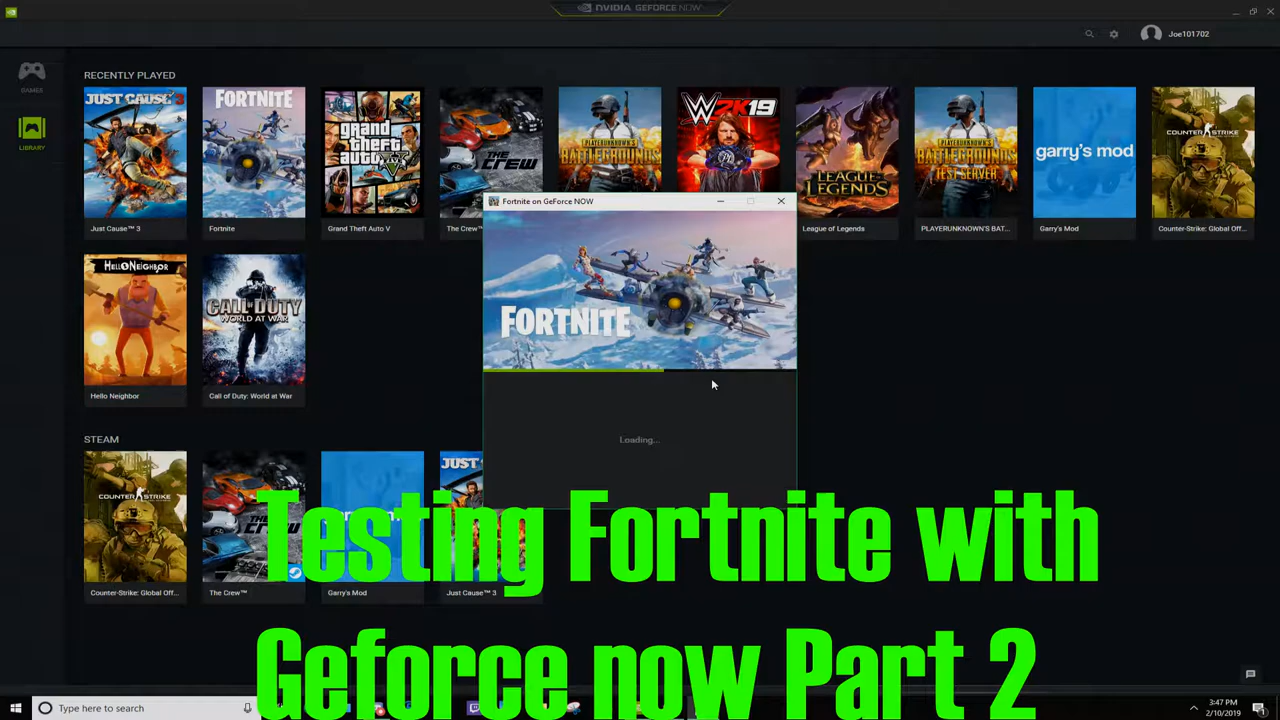 NVIDIA GEFORCE NOW
Joe101702
GAMES
LIBRARY
RECENTLY PLAYED
JUST CAUSE 3
FORTNITE
grand theft auto V
THE CREW
PLAYERUNKNOWN'S BATTLEGROUNDS
W 2K19
LEAGUE OF LEGENDS
PLAYERUNKNOWN'S BATTLEGROUNDS TEST SERVER
garry's mod
COUNTER STRIKE
Just Cause™ 3
Fortnite
Grand Theft Auto V
The Crew
League of Legends
PLAYERUNKNOWN'S BAT...
Garry's Mod
Counter-Strike: Global Off...
Fortnite on GeForce NOW
FORTNITE
Loading...
HELLO NEIGHBOR
CALL OF DUTY
WORLD AT WAR
Hello Neighbor
Call of Duty: World at War
STEAM
COUNTER STRIKE
THE CREW
JUST
Counter-Strike: Global Off...
The Crew™
Garry's Mod
Just Cause™ 3
Testing Fortnite with
Geforce now Part 2
Type here to search
3:47 PM
2/10/2019